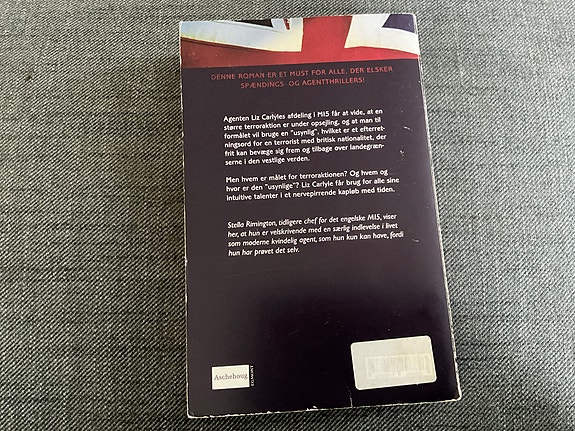 DENNE ROMAN ER ET MUST FOR ALLE, DER ELSKER
SPÆNDINGS- OG AGENTTHRILLERS!
Agenten Liz Carlyles afdeling i MI5 får at vide, at en
større terroraktion er under opsejling, og at man til
formålet vil bruge en "usynlig", hvilket er et efterret-
ningsord for en terrorist med britisk nationalitet, der
frit kan bevæge sig frem og tilbage over landegræn-
serne i den vestlige verden.
Men hvem er målet for terroraktionen? Og hvem og
hvor er den "usynlige"? Liz Carlyle får brug for alle sine
intuitive talenter i et nervepirrende kapløb med tiden.
Stella Rimington, tidligere chef for det engelske MI5, viser
her, at hun er velskrivende med en særlig indlevelse i livet
som moderne kvindelig agent, som hun kun kan have, fordi
hun har prøvet det selv.
Aschehoug
EGMONT